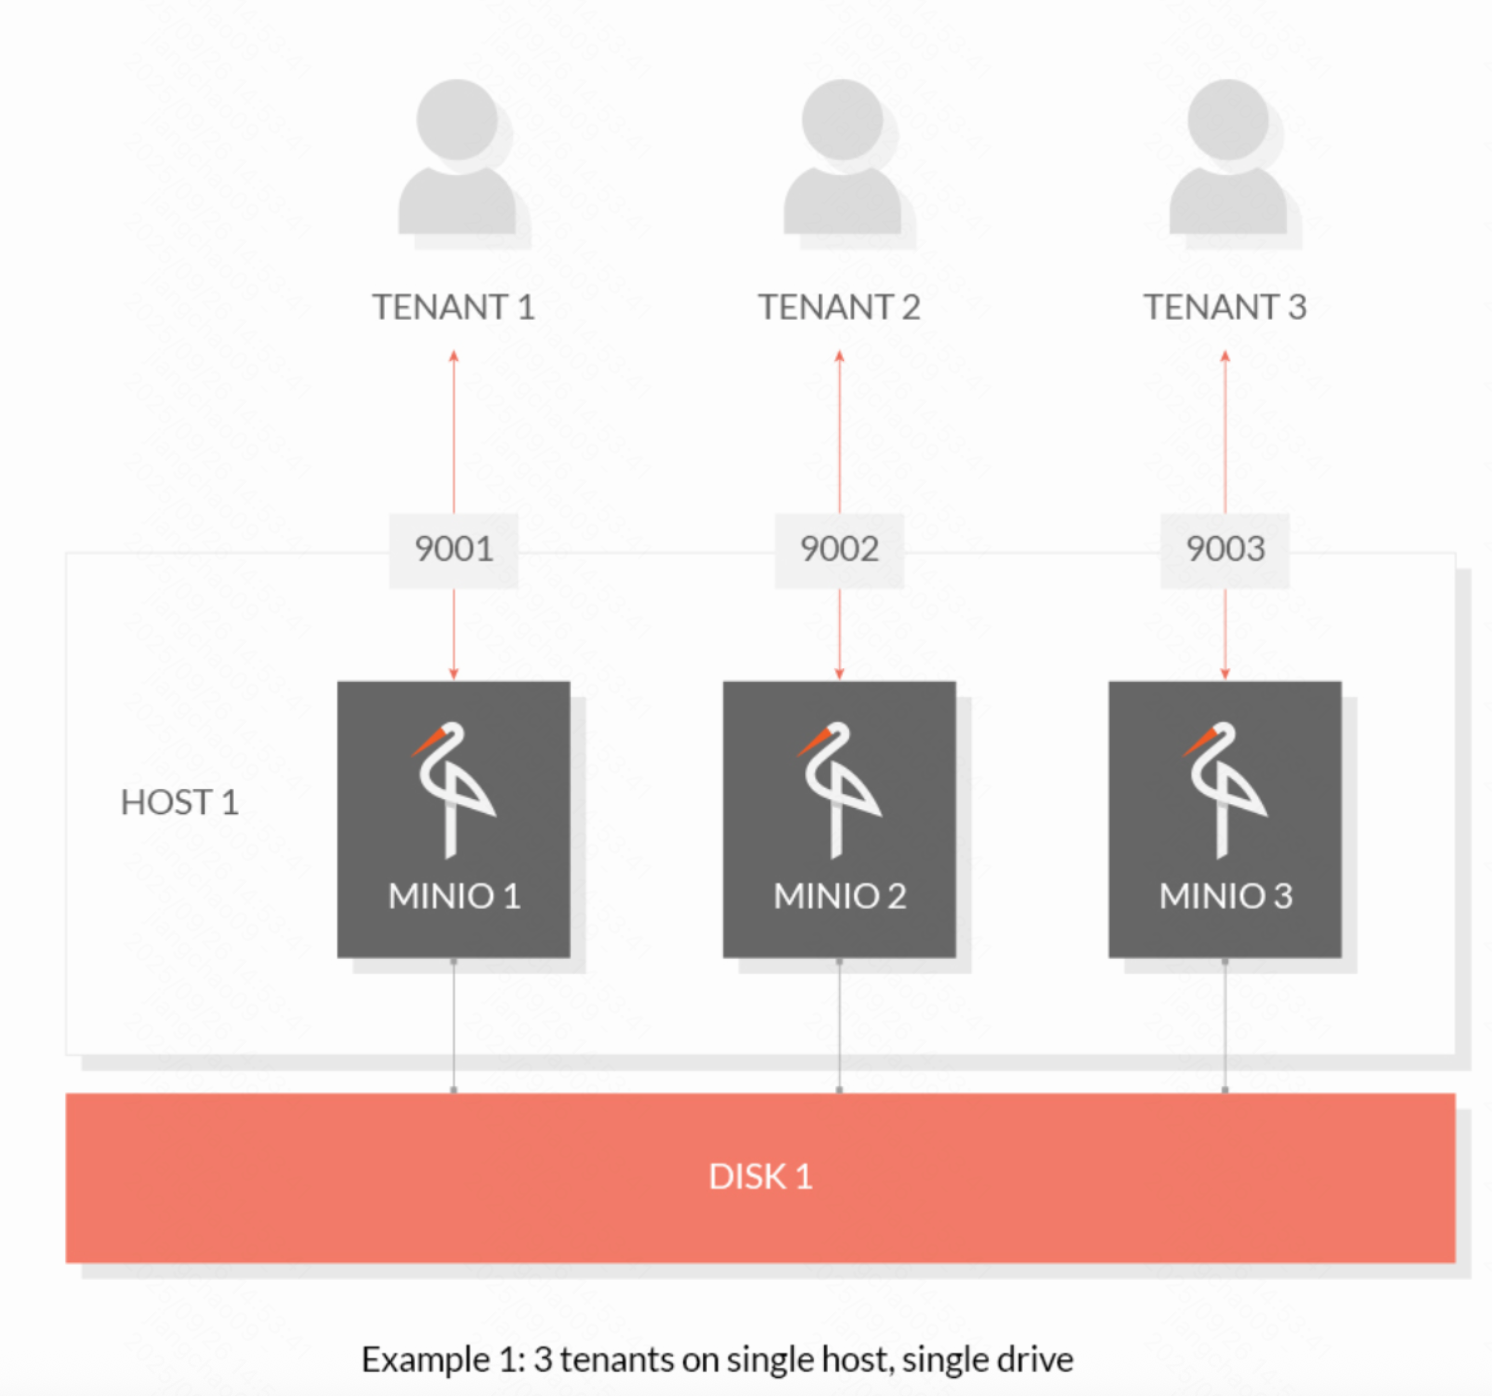 TENANT 1
TENANT 2
TENANT 3
9001
9002
9003
HOST 1
MINIO 1
MINIO 2
MINIO 3
DISK 1
Example 1: 3 tenants on single host, single drive